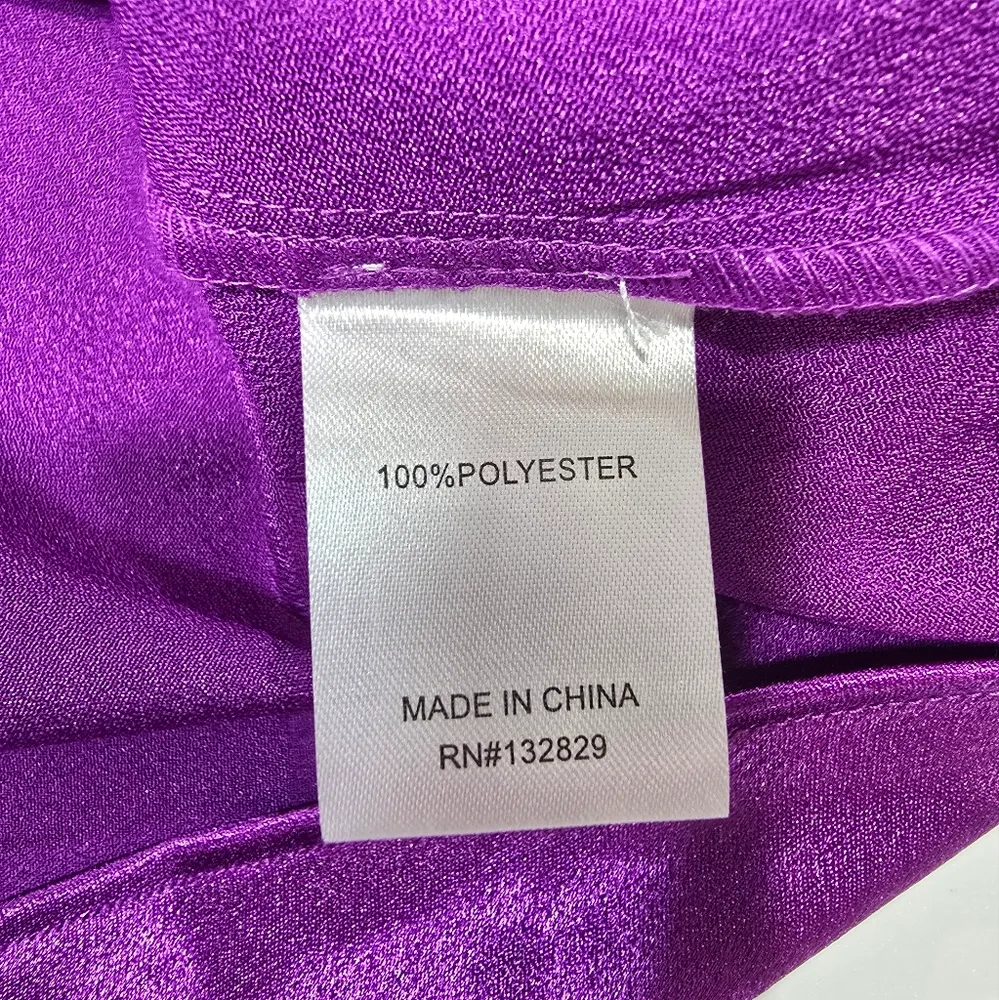 100%POLYESTER
MADE IN CHINA
RN#132829